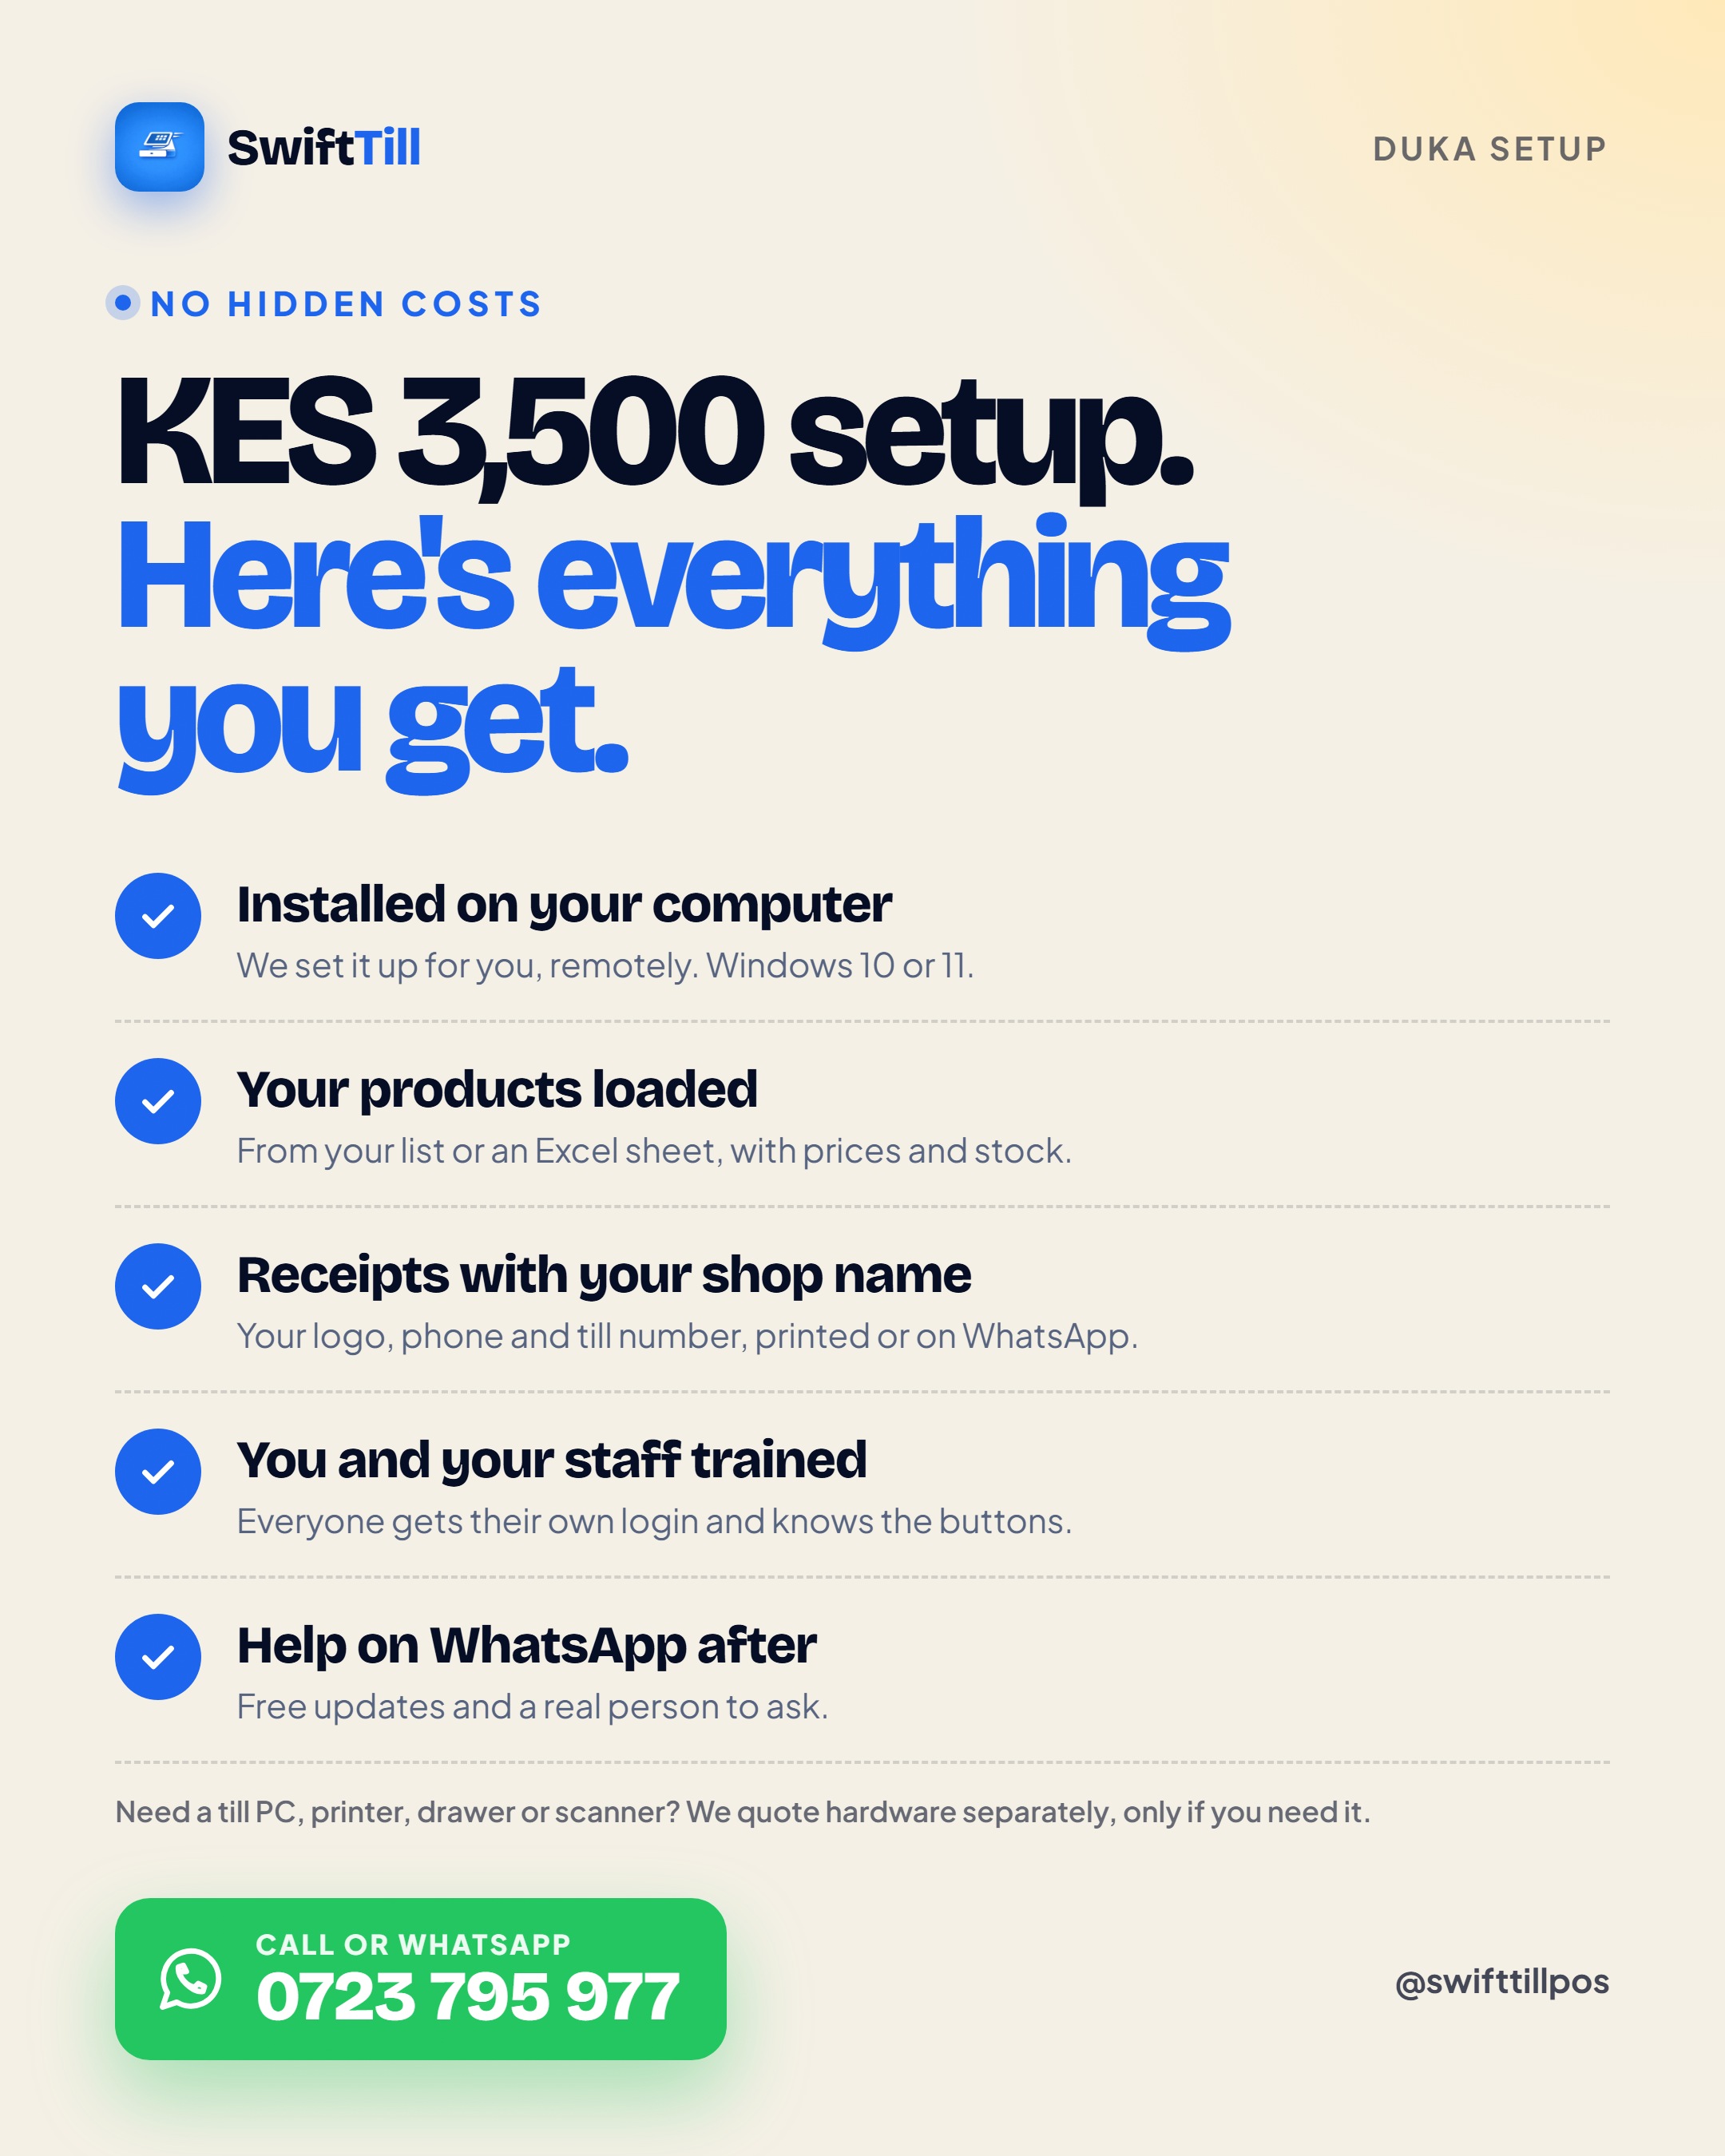 SwiftTill
DUKA SETUP
NO HIDDEN COSTS
KES 3,500 setup.
Here's everything
you get.
Installed on your computer
We set it up for you, remotely. Windows 10 or 11.
Your products loaded
From your list or an Excel sheet, with prices and stock.
Receipts with your shop name
Your logo, phone and till number, printed or on WhatsApp.
You and your staff trained
Everyone gets their own login and knows the buttons.
Help on WhatsApp after
Free updates and a real person to ask.
Need a till PC, printer, drawer or scanner? We quote hardware separately, only if you need it.
CALL OR WHATSAPP
0723 795 977
@swifttillpos